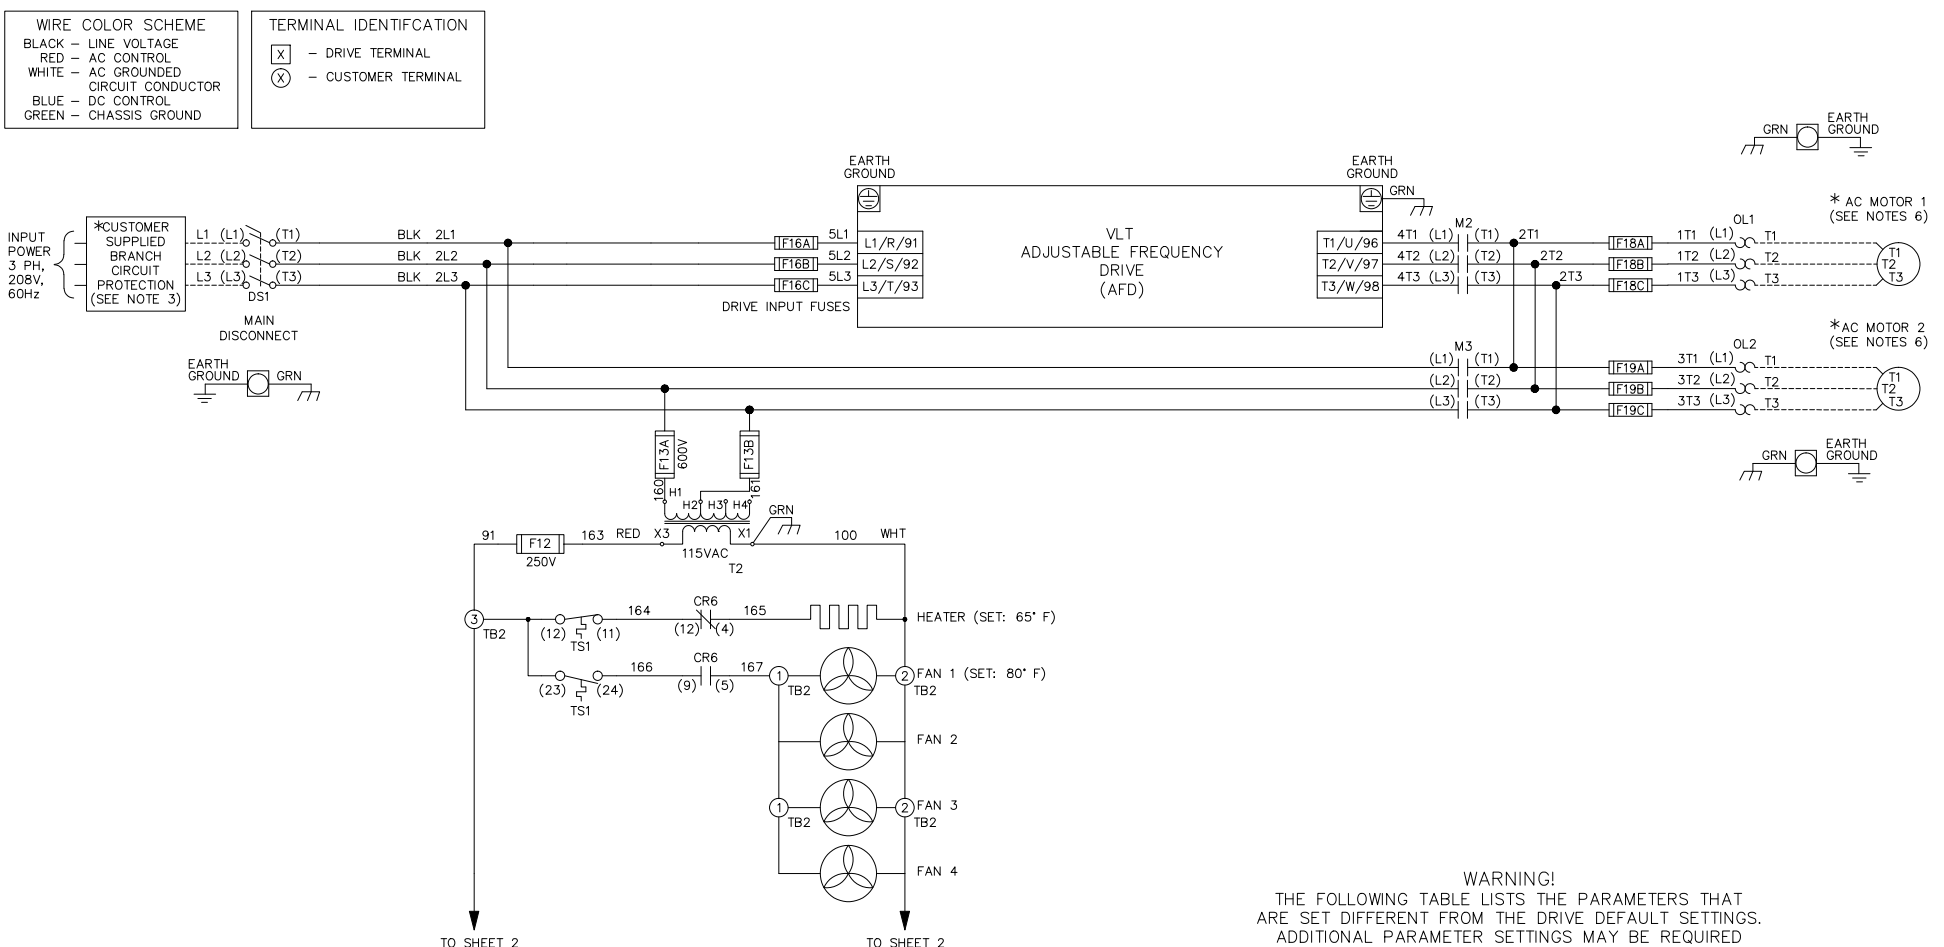 WIRE COLOR SCHEME
BLACK – LINE VOLTAGE
RED – AC CONTROL
WHITE – AC GROUNDED
CIRCUIT CONDUCTOR
BLUE – DC CONTROL
GREEN – CHASSIS GROUND
TERMINAL IDENTIFCATION
X – DRIVE TERMINAL
X – CUSTOMER TERMINAL
GRN
EARTH
GROUND
INPUT
POWER
3 PH,
208V,
60Hz
*CUSTOMER
SUPPLIED
BRANCH
CIRCUIT
PROTECTION
(SEE NOTE 3)
L1 (L1) (T1) BLK 2L1
L2 (L2) (T2) BLK 2L2
L3 (L3) (T3) BLK 2L3
DS1
MAIN
DISCONNECT
EARTH
GROUND
GRN
F16A 5L1
F16B 5L2
F16C 5L3
DRIVE INPUT FUSES
EARTH
GROUND
L1/R/91
L2/S/92
L3/T/93
VLT
ADJUSTABLE FREQUENCY
DRIVE
(AFD)
EARTH
GROUND
GRN
T1/U/96
T2/V/97
T3/W/98
M2
4T1 (L1) (T1) 2T1
4T2 (L2) (T2) 2T2
4T3 (L3) (T3) 2T3
OL1
F18A 1T1 (L1) T1
F18B 1T2 (L2) T2
F18C 1T3 (L3) T3
* AC MOTOR 1
(SEE NOTES 6)
T1
T2
T3
M3
(L1) (T1)
(L2) (T2)
(L3) (T3)
OL2
F19A 3T1 (L1) T1
F19B 3T2 (L2) T2
F19C 3T3 (L3) T3
*AC MOTOR 2
(SEE NOTES 6)
T1
T2
T3
GRN
EARTH
GROUND
F13A
600V
F13B
160
161
H1
H2 H3 H4
GRN
91 F12 163 RED X3 X1 100 WHT
250V
115VAC
T2
3
TB2
(12) (11)
TS1
164
CR6
(12) (4)
165
HEATER (SET: 65° F)
(23) (24)
TS1
166
CR6
(9) (5)
167
1
TB2
2
TB2
FAN 1 (SET: 80° F)
FAN 2
1
TB2
2
TB2
FAN 3
FAN 4
TO SHEET 2
TO SHEET 2
WARNING!
THE FOLLOWING TABLE LISTS THE PARAMETERS THAT
ARE SET DIFFERENT FROM THE DRIVE DEFAULT SETTINGS.
ADDITIONAL PARAMETER SETTINGS MAY BE REQUIRED